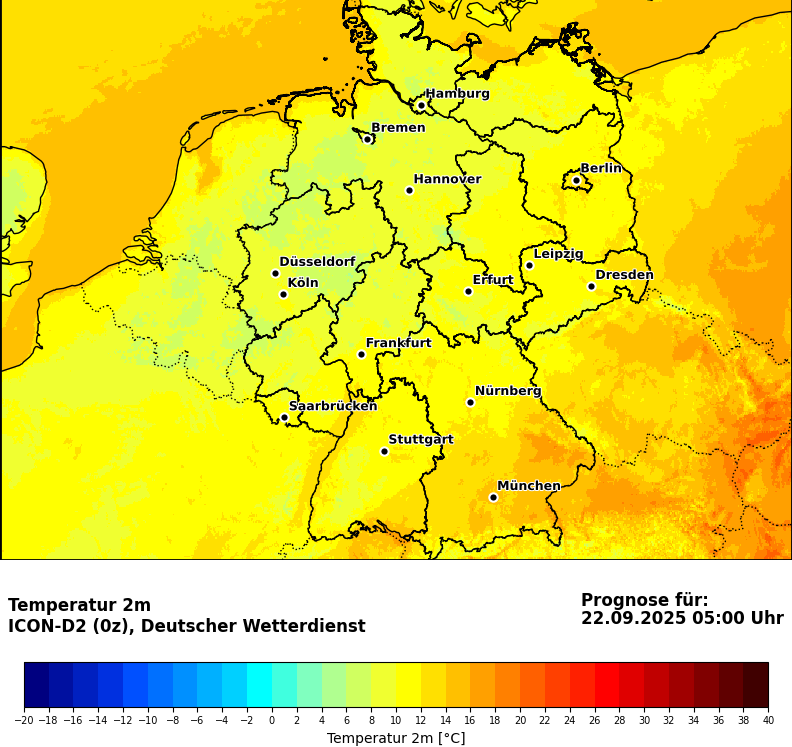 Hamburg
Bremen
Berlin
Hannover
Leipzig
Düsseldorf
Dresden
Köln
Erfurt
Frankfurt
Nürnberg
Saarbrücken
Stuttgart
München
Temperatur 2m
ICON-D2 (0z), Deutscher Wetterdienst
Prognose für:
22.09.2025 05:00 Uhr
−20 −18 −16 −14 −12 −10 −8 −6 −4 −2 0 2 4 6 8 10 12 14 16 18 20 22 24 26 28 30 32 34 36 38 40
Temperatur 2m [°C]